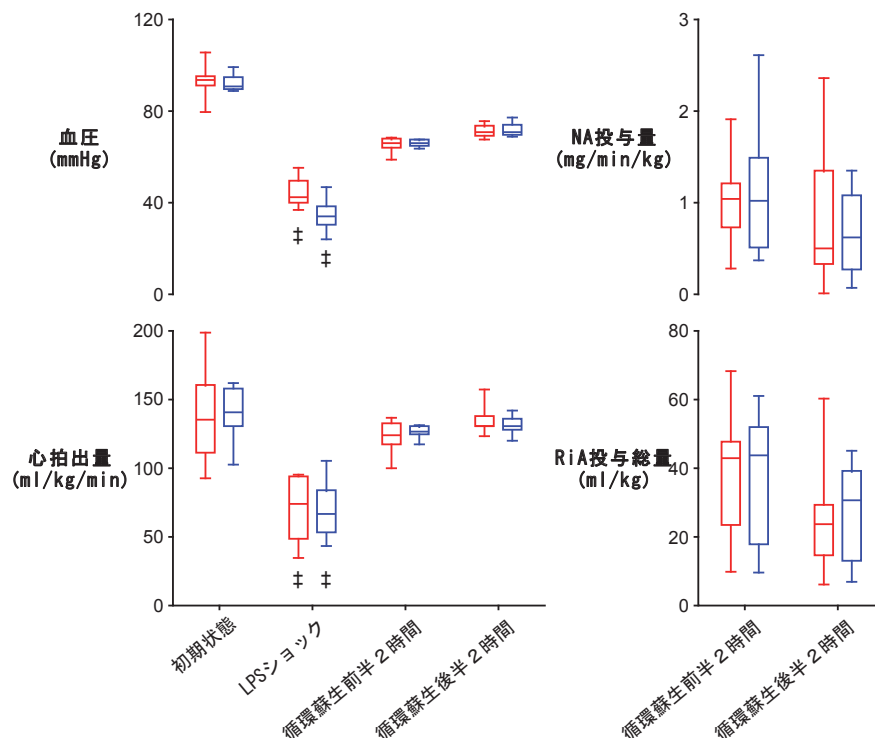 120
80
40
0
血圧
(mmHg)
‡
‡
3
2
1
0
NA投与量
(mg/min/kg)
200
150
100
50
0
心拍出量
(ml/kg/min)
‡
‡
初期状態
LPSショック
循環蘇生前半2時間
循環蘇生後半2時間
80
60
40
20
0
RiA投与総量
(ml/kg)
循環蘇生前半2時間
循環蘇生後半2時間